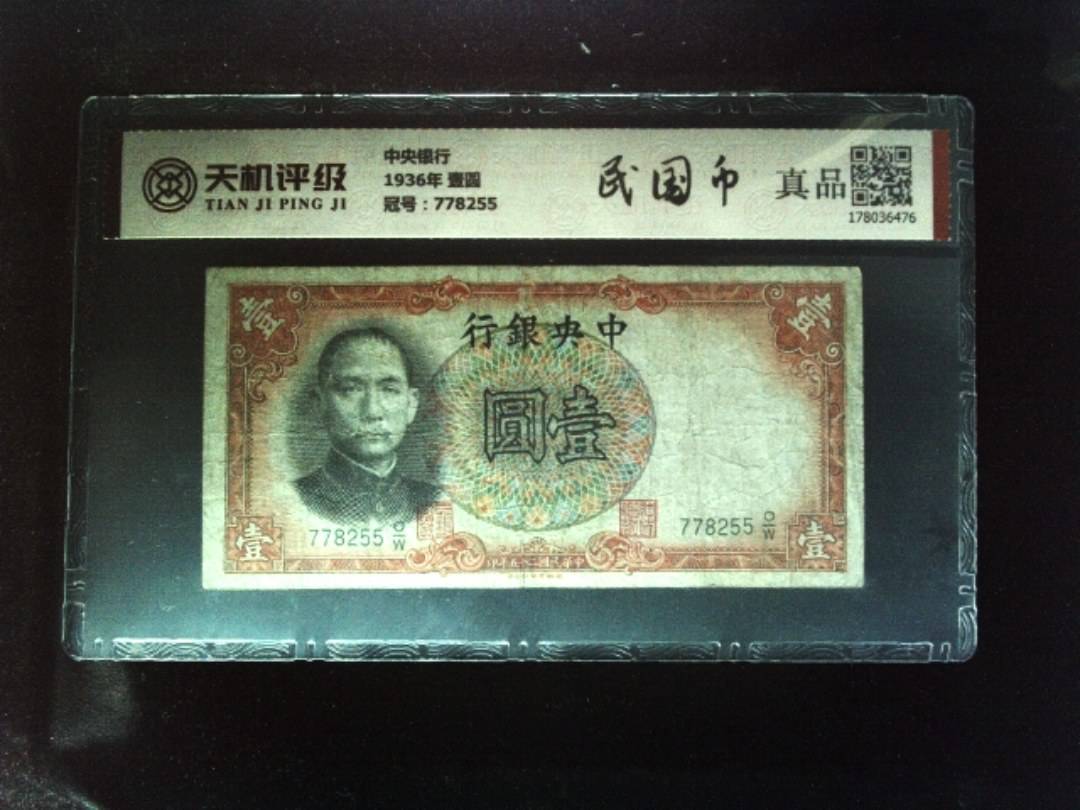 天机评级
TIAN JI PING JI
中央银行
1936年 壹圆
冠号：778255
民国币
真品
178036476
壹
壹
行銀央中
圓壹
778255 Q/W
778255 Q/W
壹
壹